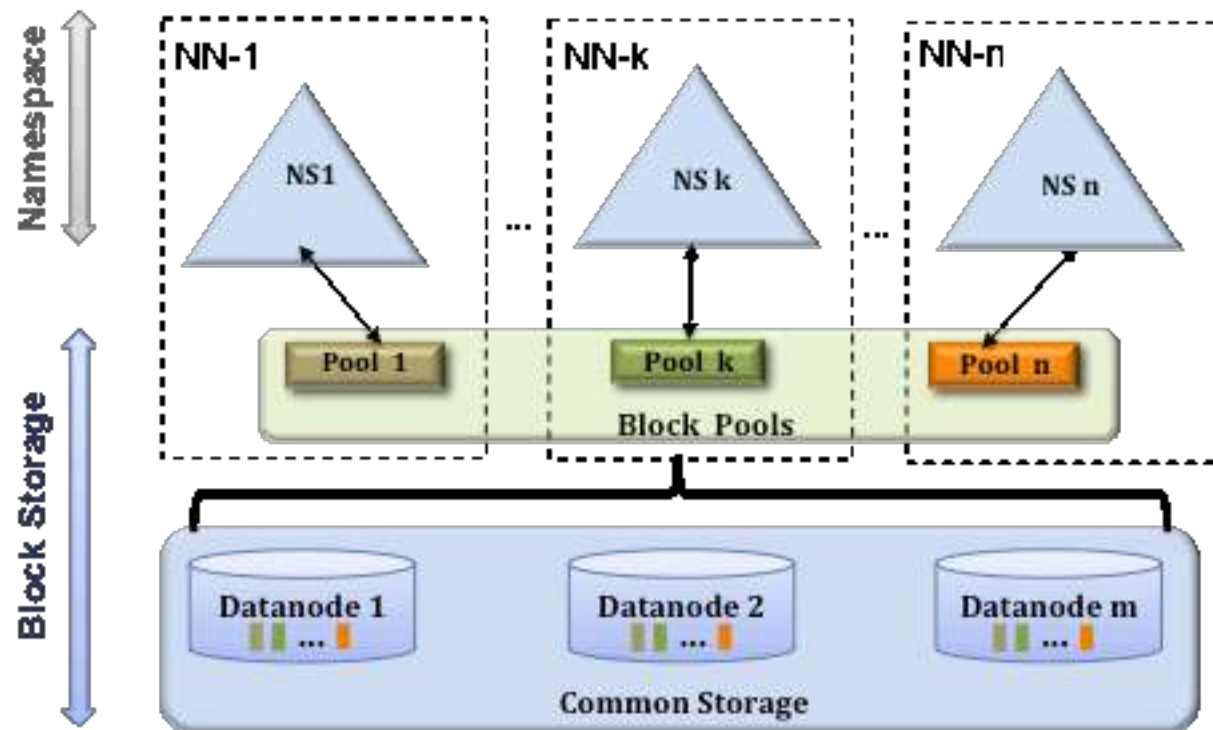 Namespace
NN-1
NN-k
NN-n
NS1
NS k
NS n
...
...
Pool 1
Pool k
Pool n
Block Pools
Block Storage
Datanode 1
...
Datanode 2
...
Datanode m
...
Common Storage